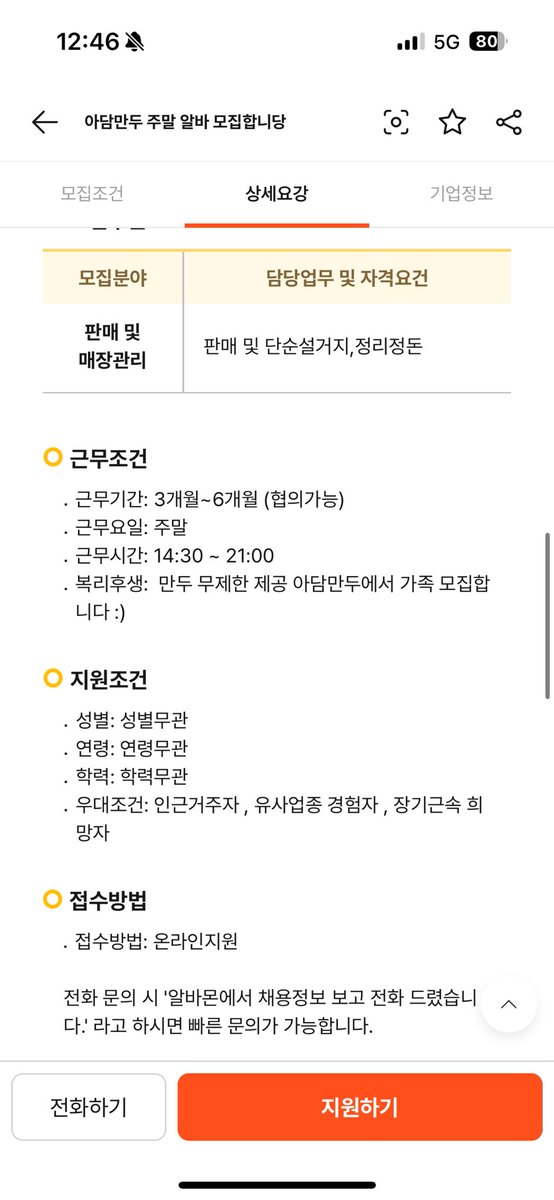 12:46
5G
80
아담만두 주말 알바 모집합니당
모집조건
상세요강
기업정보
모집분야
담당업무 및 자격요건
판매 및
매장관리
판매 및 단순설거지,정리정돈
근무조건
. 근무기간: 3개월~6개월 (협의가능)
. 근무요일: 주말
. 근무시간: 14:30 ~ 21:00
. 복리후생: 만두 무제한 제공 아담만두에서 가족 모집합
니다 :)
지원조건
. 성별: 성별무관
. 연령: 연령무관
. 학력: 학력무관
. 우대조건: 인근거주자 , 유사업종 경험자 , 장기근속 희
망자
접수방법
. 접수방법: 온라인지원
전화 문의 시 '알바몬에서 채용정보 보고 전화 드렸습니
다.' 라고 하시면 빠른 문의가 가능합니다.
전화하기
지원하기